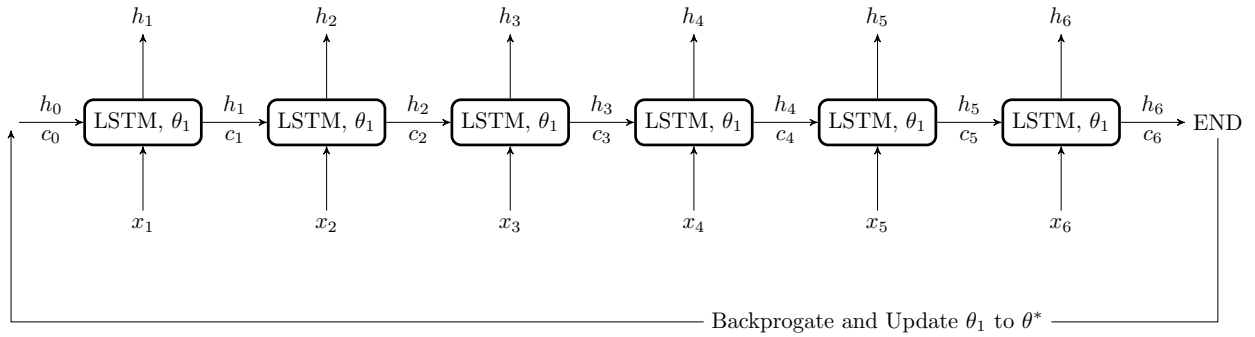 h₁ h₂ h₃ h₄ h₅ h₆
h₀ h₁ h₂ h₃ h₄ h₅ h₆
LSTM, θ₁ LSTM, θ₁ LSTM, θ₁ LSTM, θ₁ LSTM, θ₁ LSTM, θ₁ END
c₀ c₁ c₂ c₃ c₄ c₅ c₆
x₁ x₂ x₃ x₄ x₅ x₆
Backprogate and Update θ₁ to θ*